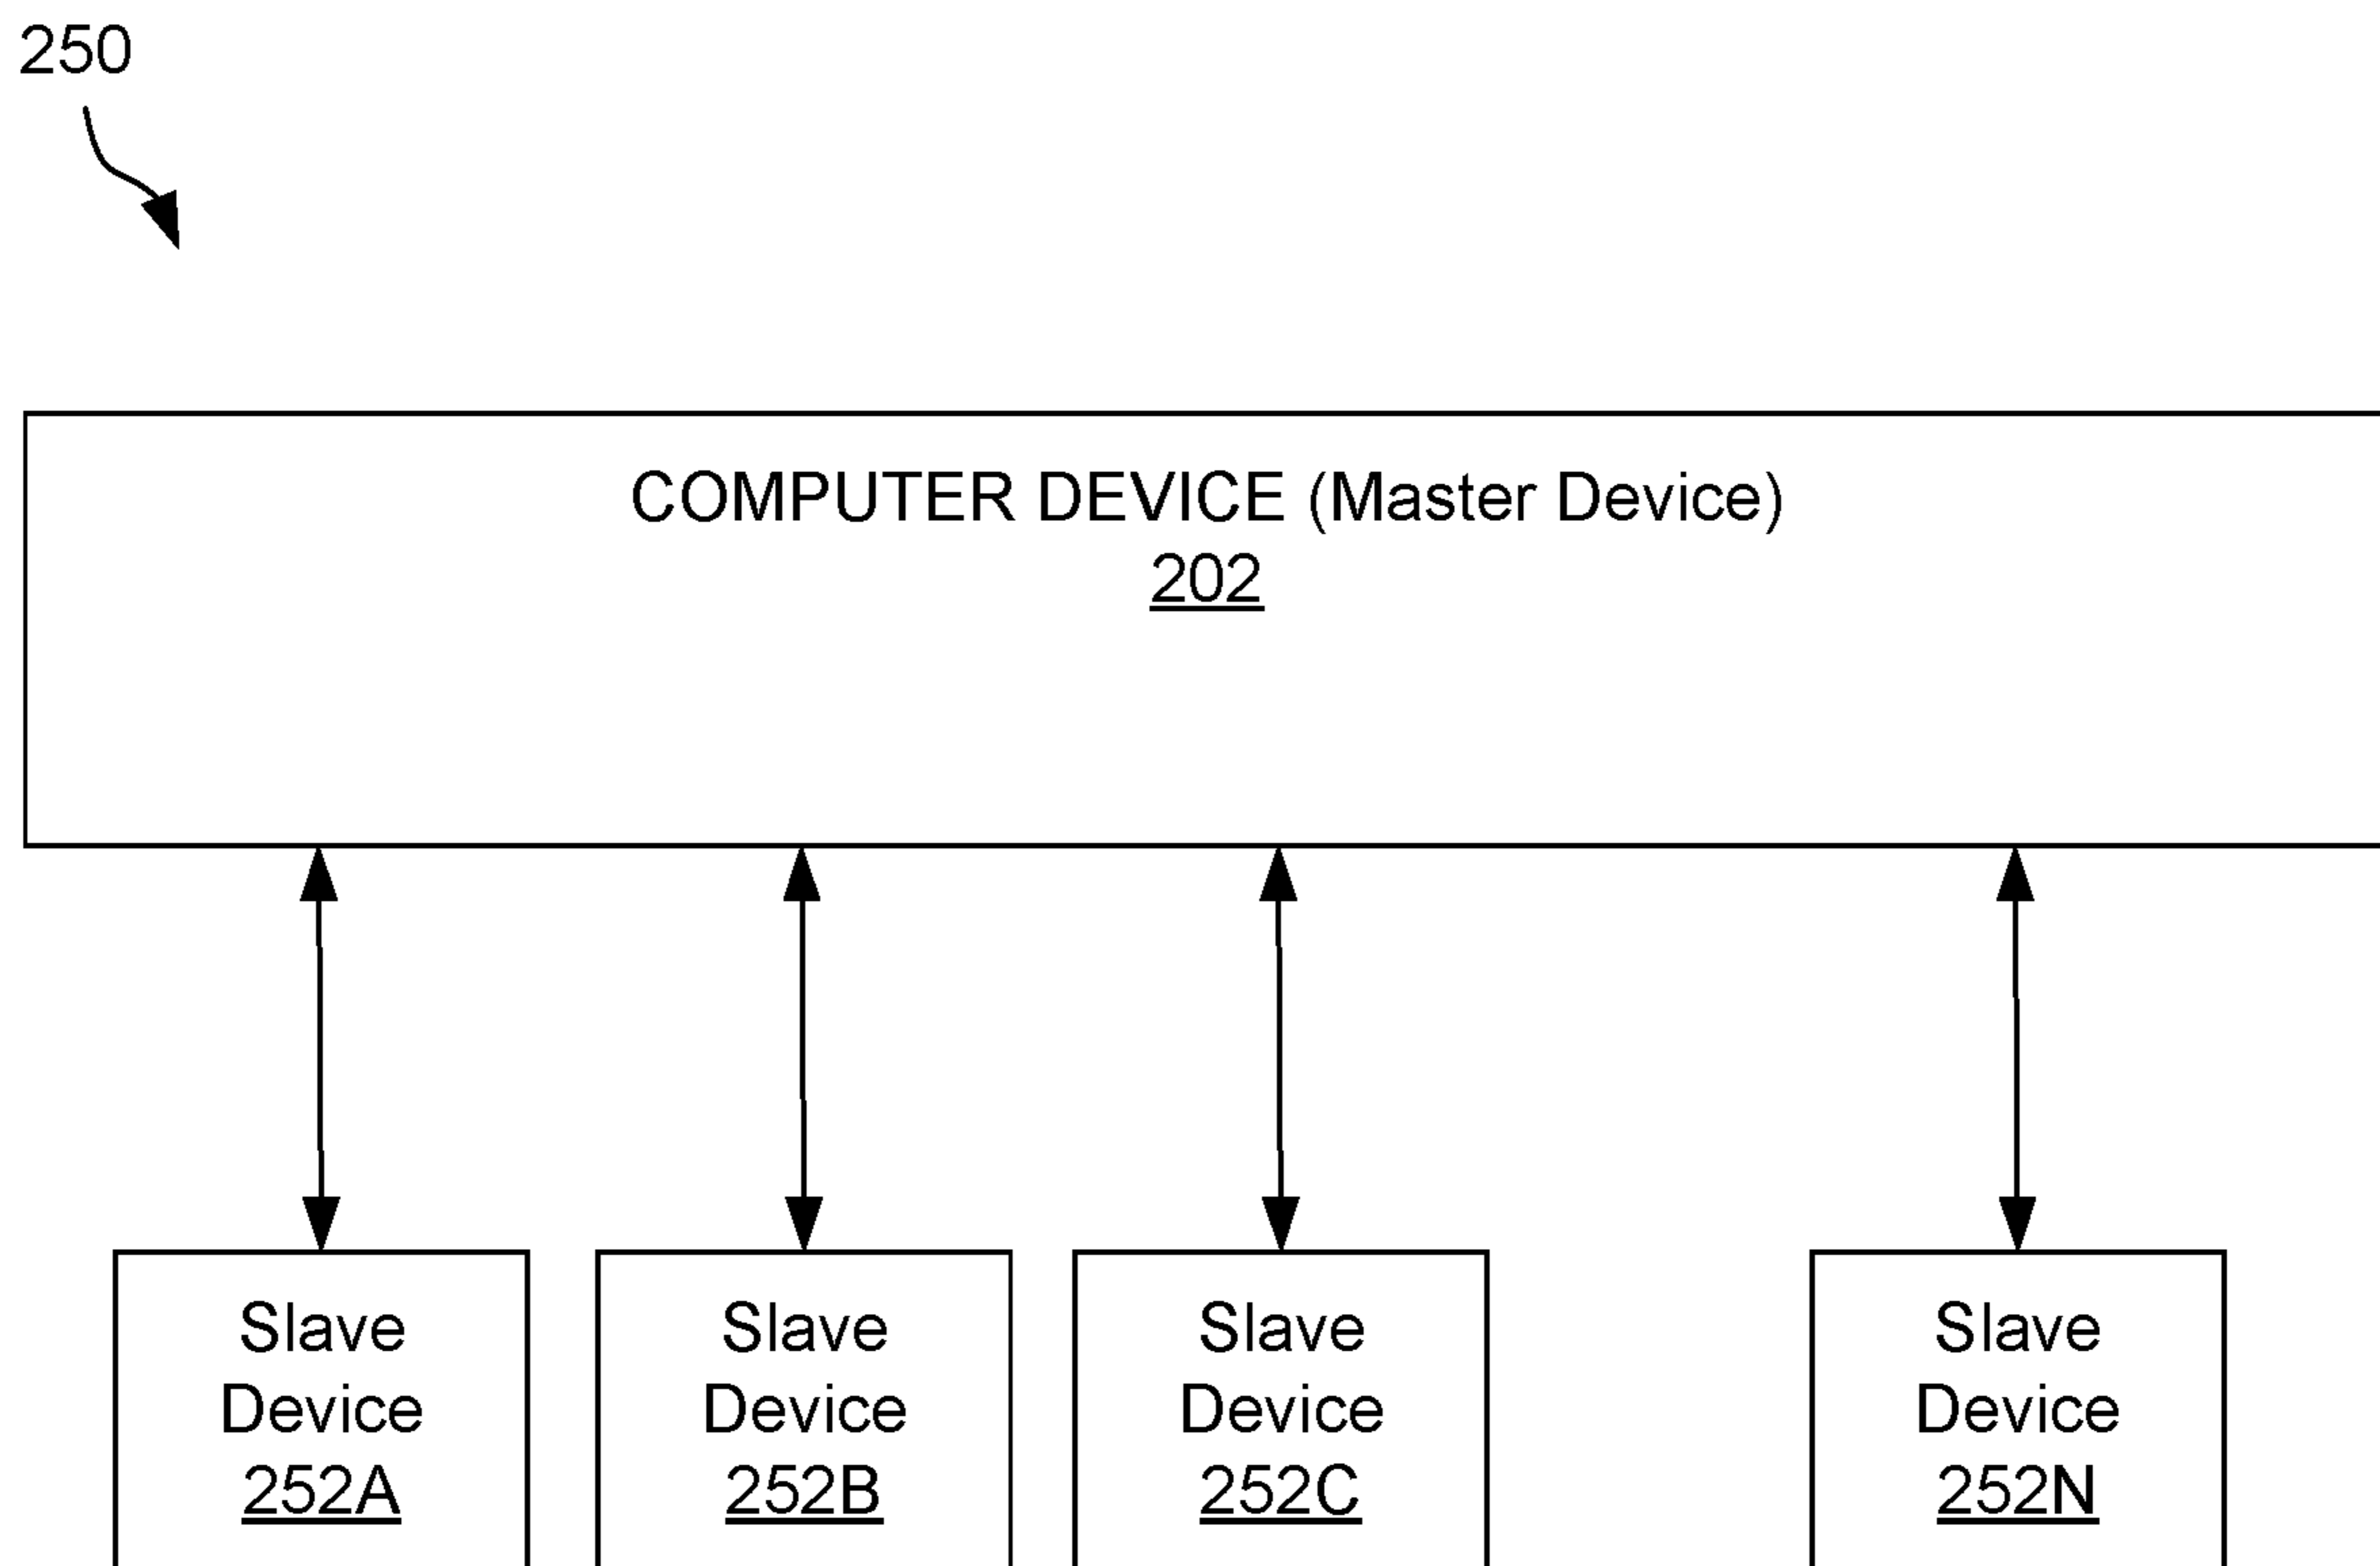 250
COMPUTER DEVICE (Master Device)
202
Slave
Device
252A
Slave
Device
252B
Slave
Device
252C
Slave
Device
252N